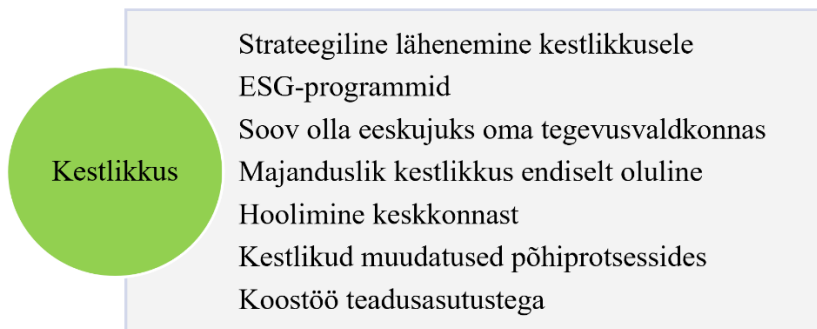 Kestlikkus
Strateegiline lähenemine kestlikkusele
ESG-programmid
Soov olla eeskujuks oma tegevusvaldkonnas
Majanduslik kestlikkus endiselt oluline
Hoolimine keskkonnast
Kestlikud muudatused põhiprotsessides
Koostöö teadusasutustega